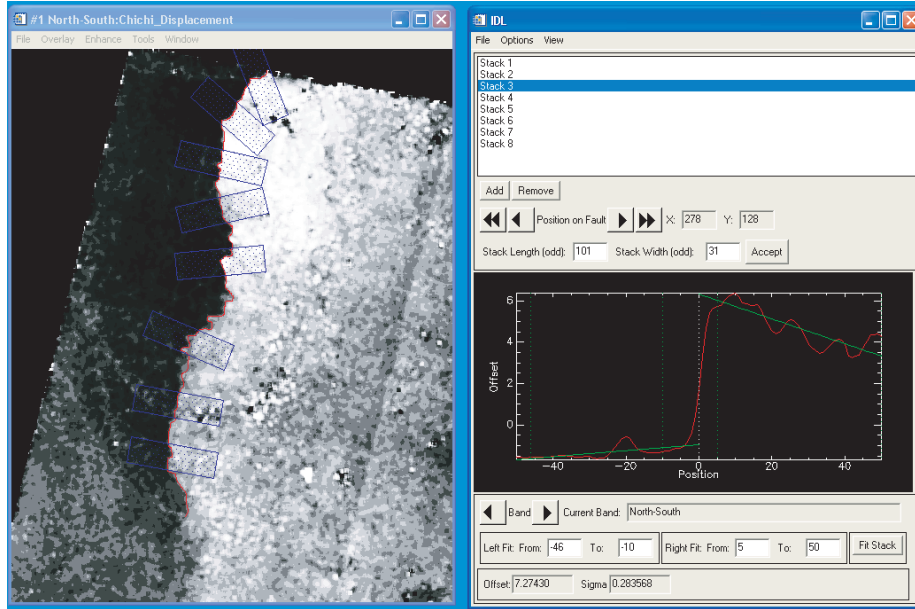 #1 North-South:Chichi_Displacement
File Overlay Enhance Tools Window
IDL
File Options View
Stack 1
Stack 2
Stack 3
Stack 4
Stack 5
Stack 6
Stack 7
Stack 8
Add Remove
Position on Fault X: 278 Y: 128
Stack Length (odd): 101 Stack Width (odd): 31 Accept
6
4
2
0
Offset
-40 -20 0 20 40
Position
Band Current Band: North-South
Left Fit: From: -46 To: -10 Right Fit: From: 5 To: 50 Fit Stack
Offset: 7.27430 Sigma 0.283568